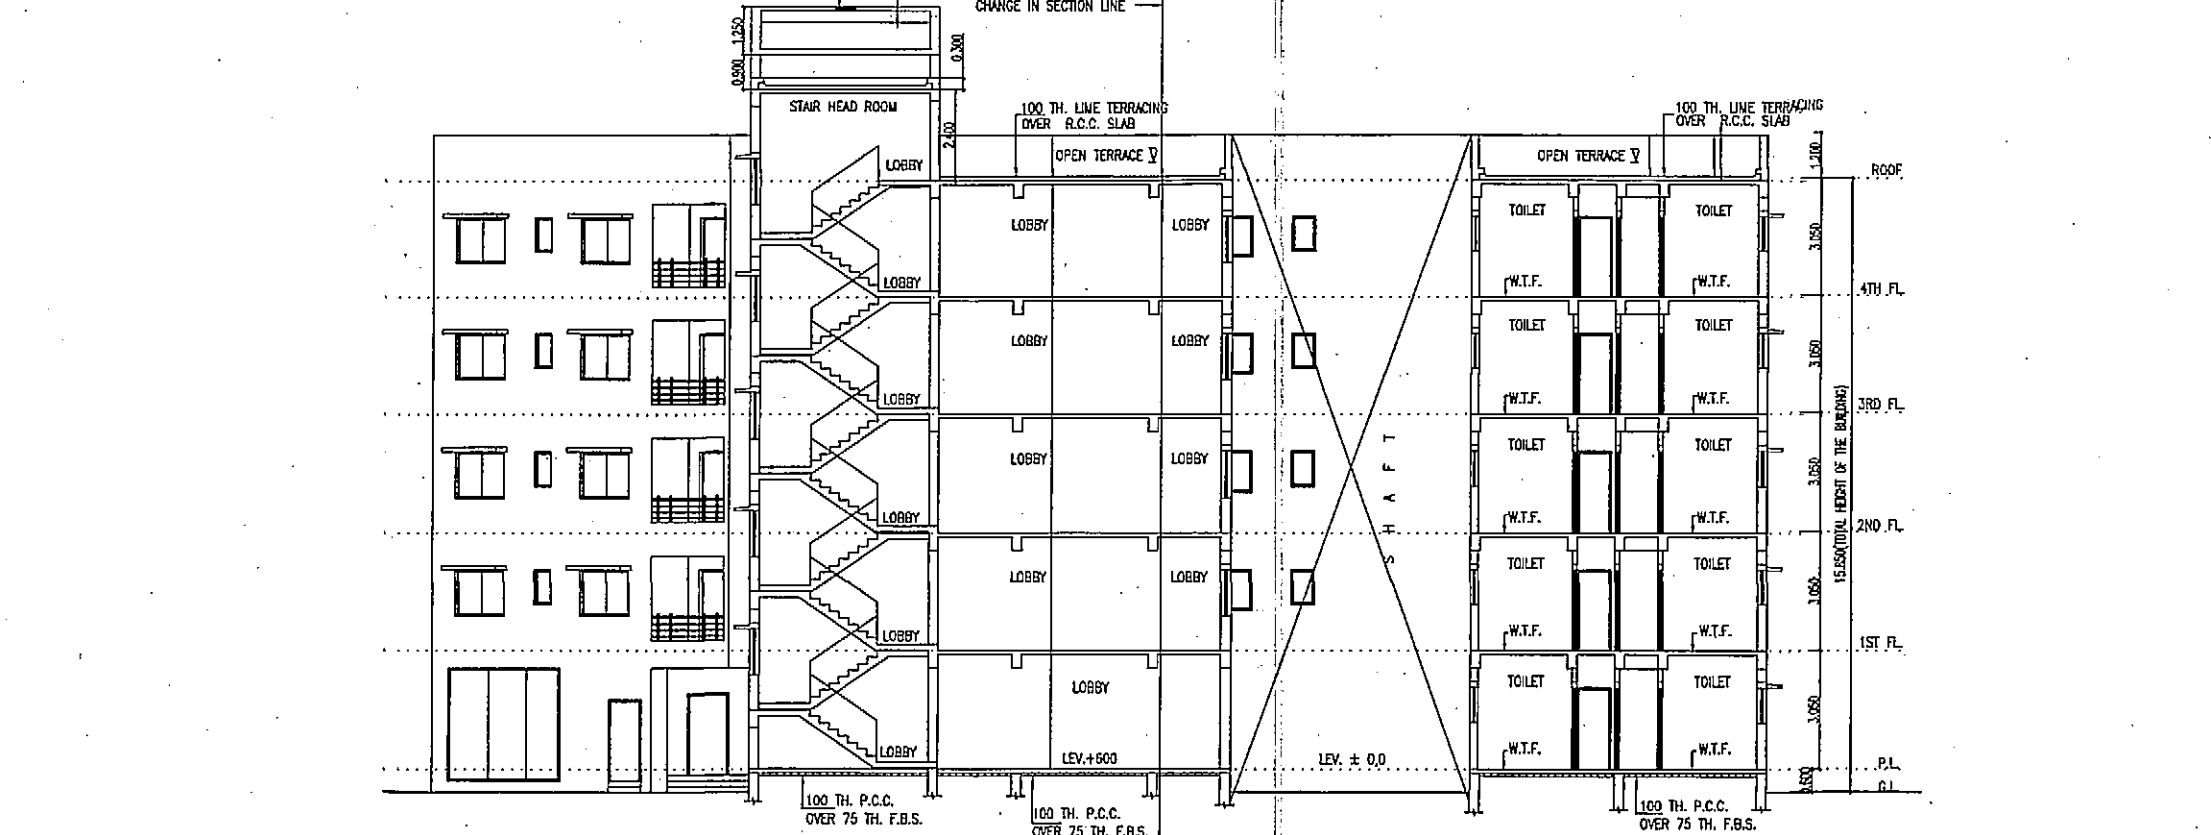 CHANGE IN SECTION LINE
1.250
0.900
0.300
STAIR HEAD ROOM
2.400
100 TH. LIME TERRACING
OVER R.C.C. SLAB
100 TH. LIME TERRACING
OVER R.C.C. SLAB
OPEN TERRACE
OPEN TERRACE
1.200
LOBBY
ROOF
LOBBY
LOBBY
TOILET
TOILET
3.050
LOBBY
W.T.F.
W.T.F.
4TH FL
LOBBY
LOBBY
TOILET
TOILET
3.050
LOBBY
W.T.F.
W.T.F.
3RD FL
15.850(TOTAL HEIGHT OF THE BUILDING)
LOBBY
LOBBY
SHAFT
TOILET
TOILET
3.050
LOBBY
W.T.F.
W.T.F.
2ND FL
LOBBY
LOBBY
TOILET
TOILET
3.050
LOBBY
W.T.F.
W.T.F.
1ST FL
LOBBY
TOILET
TOILET
3.050
LOBBY
LEV.+600
LEV. ± 0.0
W.T.F.
W.T.F.
P.L
0.600
G.L
100 TH. P.C.C.
OVER 75 TH. F.B.S.
100 TH. P.C.C.
OVER 75 TH. F.B.S.
100 TH. P.C.C.
OVER 75 TH. F.B.S.